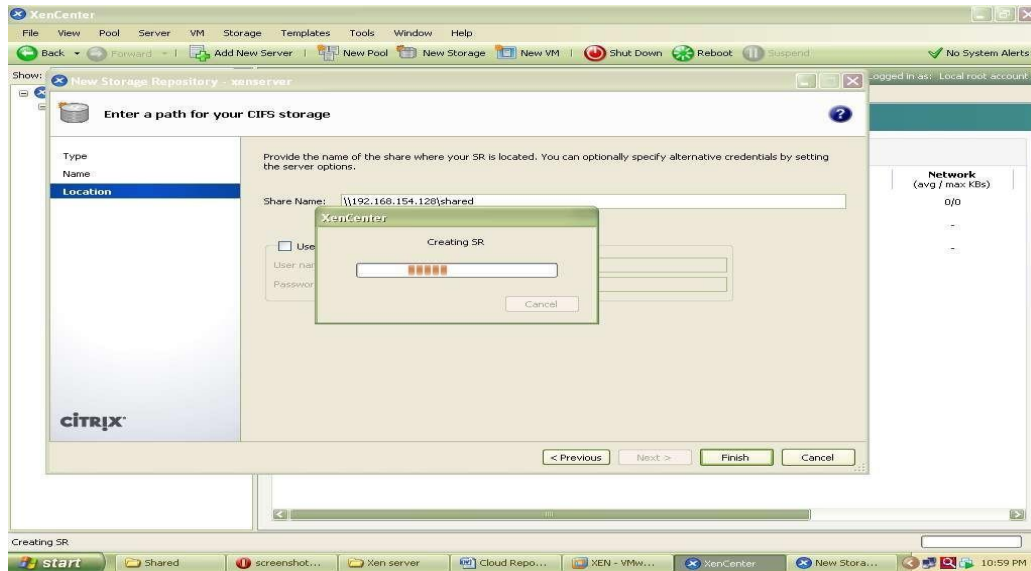 XenCenter
File View Pool Server VM Storage Templates Tools Window Help
Back Forward Add New Server New Pool New Storage New VM Shut Down Reboot Suspend No System Alerts
Show: Logged in as: Local root account
New Storage Repository - xenserver
Enter a path for your CIFS storage
Type
Name
Location
Provide the name of the share where your SR is located. You can optionally specify alternative credentials by setting
the server options.
Share Name: \\192.168.154.128\shared
XenCenter
Creating SR
Use
User nam
Passwor
Cancel
Network
(avg / max KBs)
0/0
-
-
CITRIX
< Previous Next > Finish Cancel
Creating SR
start Shared screenshot... Xen server Cloud Repo... XEN - VMw... XenCenter New Stora... 10:59 PM